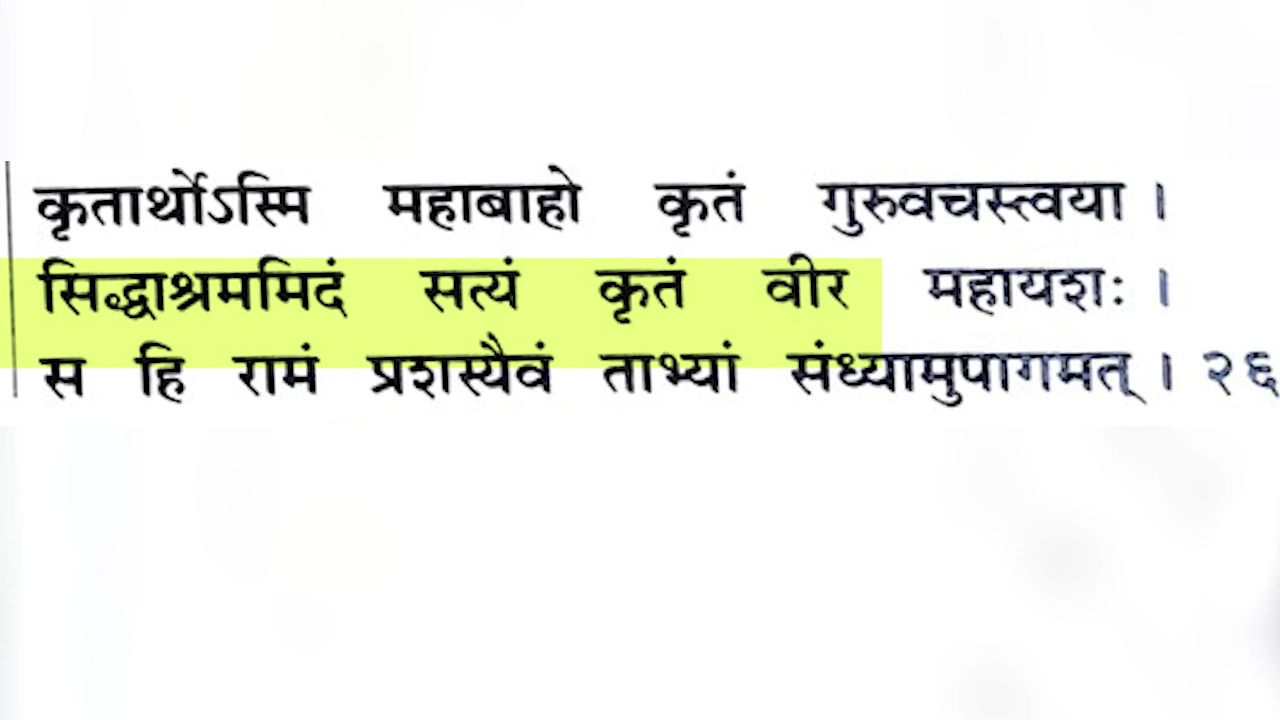 कृतार्थोऽस्मि महाबाहो कृतं गुरुवचस्त्वया ।
सिद्धाश्रममिदं सत्यं कृतं वीर महायशः ।
स हि रामं प्रशस्यैवं ताभ्यां संध्यामुपागमत् । २६